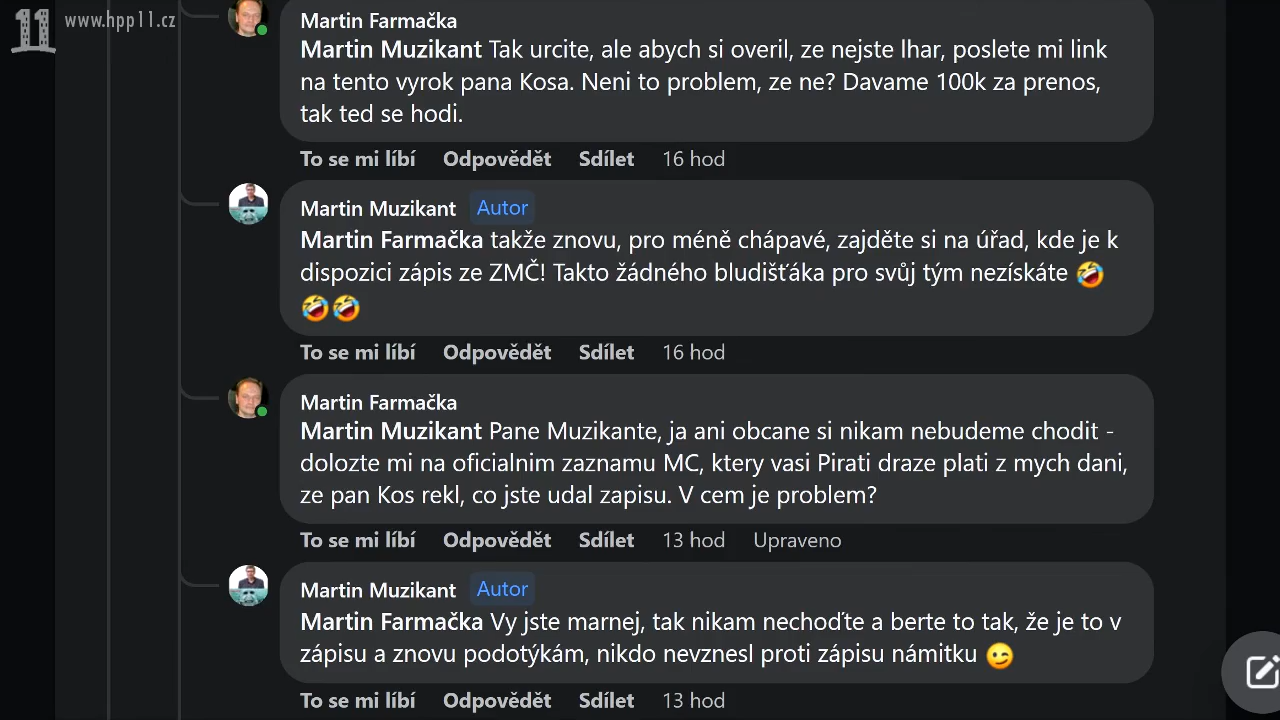 11 www.hpp11.cz
Martin Farmačka
Martin Muzikant Tak urcite, ale abych si overil, ze nejste lhar, poslete mi link
na tento vyrok pana Kosa. Neni to problem, ze ne? Davame 100k za prenos,
tak ted se hodi.
To se mi líbí Odpovědět Sdílet 16 hod
Martin Muzikant Autor
Martin Farmačka takže znovu, pro méně chápavé, zajděte si na úřad, kde je k
dispozici zápis ze ZMČ! Takto žádného bludišťáka pro svůj tým nezískáte 🤣
🤣🤣
To se mi líbí Odpovědět Sdílet 16 hod
Martin Farmačka
Martin Muzikant Pane Muzikante, ja ani obcane si nikam nebudeme chodit -
dolozte mi na oficialnim zaznamu MC, ktery vasi Pirati draze plati z mych dani,
ze pan Kos rekl, co jste udal zapisu. V cem je problem?
To se mi líbí Odpovědět Sdílet 13 hod Upraveno
Martin Muzikant Autor
Martin Farmačka Vy jste marnej, tak nikam nechoďte a berte to tak, že je to v
zápisu a znovu podotýkám, nikdo nevznesl proti zápisu námitku 😉
To se mi líbí Odpovědět Sdílet 13 hod